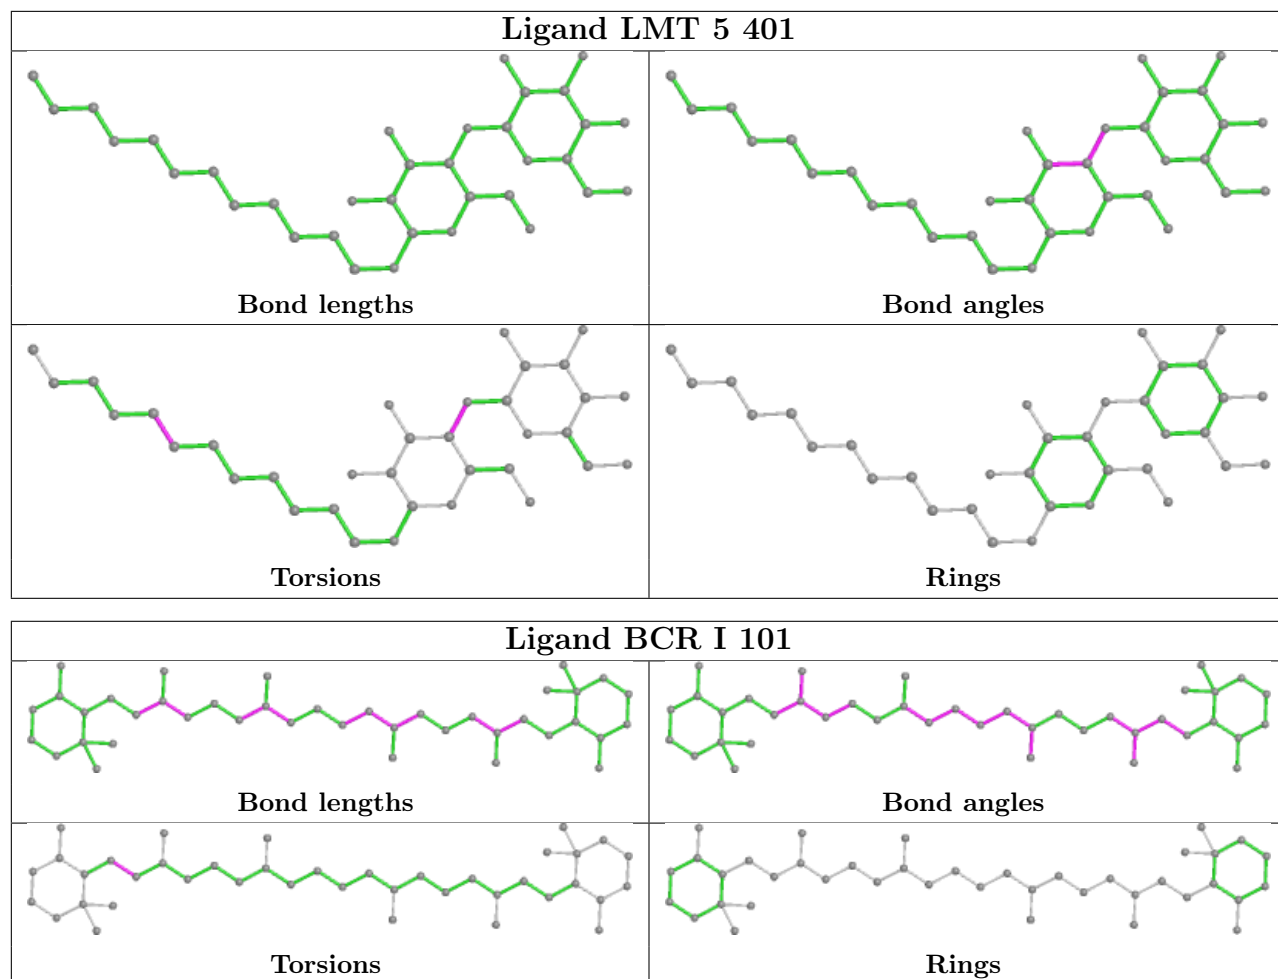 Ligand LMT 5 401
Bond lengths
Bond angles
Torsions
Rings
Ligand BCR I 101
Bond lengths
Bond angles
Torsions
Rings